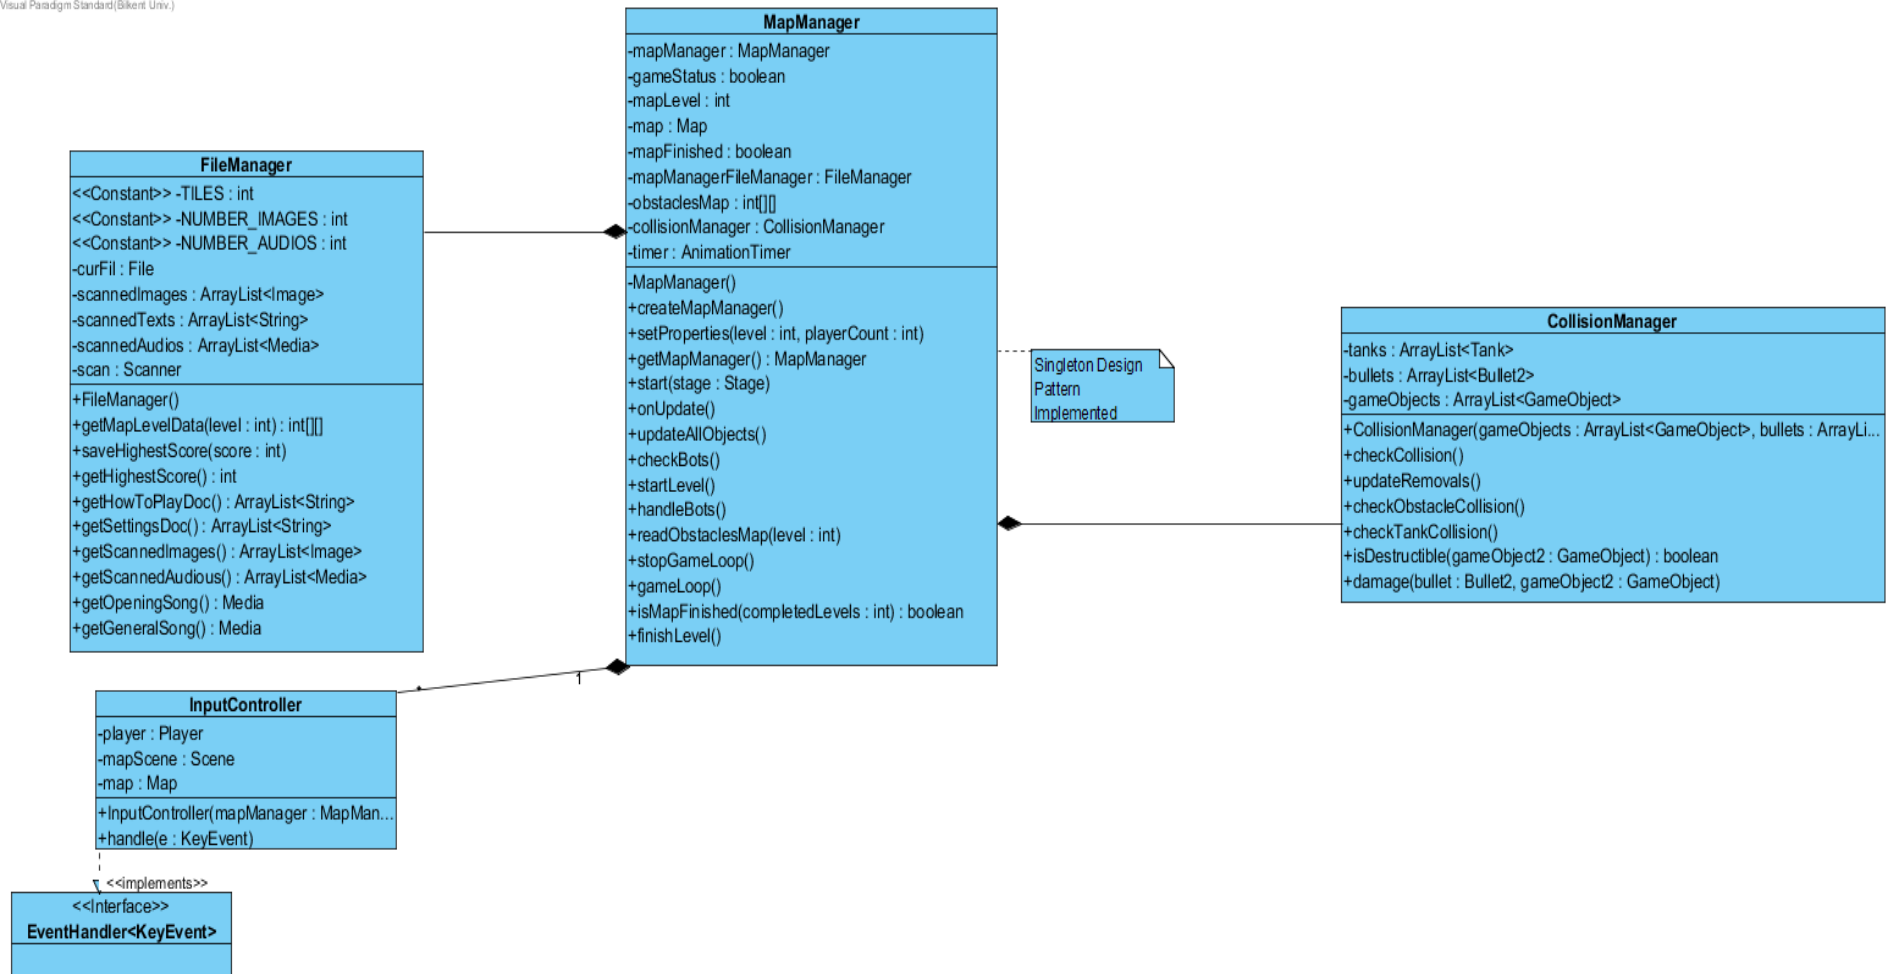 Visual Paradigm Standard(Bilkent Univ.)
MapManager
-mapManager : MapManager
-gameStatus : boolean
-mapLevel : int
-map : Map
-mapFinished : boolean
-mapManagerFileManager : FileManager
-obstaclesMap : int[][]
-collisionManager : CollisionManager
-timer : AnimationTimer
-MapManager()
+createMapManager()
+setProperties(level : int, playerCount : int)
+getMapManager() : MapManager
+start(stage : Stage)
+onUpdate()
+updateAllObjects()
+checkBots()
+startLevel()
+handleBots()
+readObstaclesMap(level : int)
+stopGameLoop()
+gameLoop()
+isMapFinished(completedLevels : int) : boolean
+finishLevel()
FileManager
<<Constant>> -TILES : int
<<Constant>> -NUMBER_IMAGES : int
<<Constant>> -NUMBER_AUDIOS : int
-curFil : File
-scannedImages : ArrayList<Image>
-scannedTexts : ArrayList<String>
-scannedAudios : ArrayList<Media>
-scan : Scanner
+FileManager()
+getMapLevelData(level : int) : int[][]
+saveHighestScore(score : int)
+getHighestScore() : int
+getHowToPlayDoc() : ArrayList<String>
+getSettingsDoc() : ArrayList<String>
+getScannedImages() : ArrayList<Image>
+getScannedAudious() : ArrayList<Media>
+getOpeningSong() : Media
+getGeneralSong() : Media
Singleton Design
Pattern
Implemented
CollisionManager
-tanks : ArrayList<Tank>
-bullets : ArrayList<Bullet2>
-gameObjects : ArrayList<GameObject>
+CollisionManager(gameObjects : ArrayList<GameObject>, bullets : ArrayLi...
+checkCollision()
+updateRemovals()
+checkObstacleCollision()
+checkTankCollision()
+isDestructible(gameObject2 : GameObject) : boolean
+damage(bullet : Bullet2, gameObject2 : GameObject)
*
1
InputController
-player : Player
-mapScene : Scene
-map : Map
+InputController(mapManager : MapMan...
+handle(e : KeyEvent)
<<implements>>
<<Interface>>
EventHandler<KeyEvent>